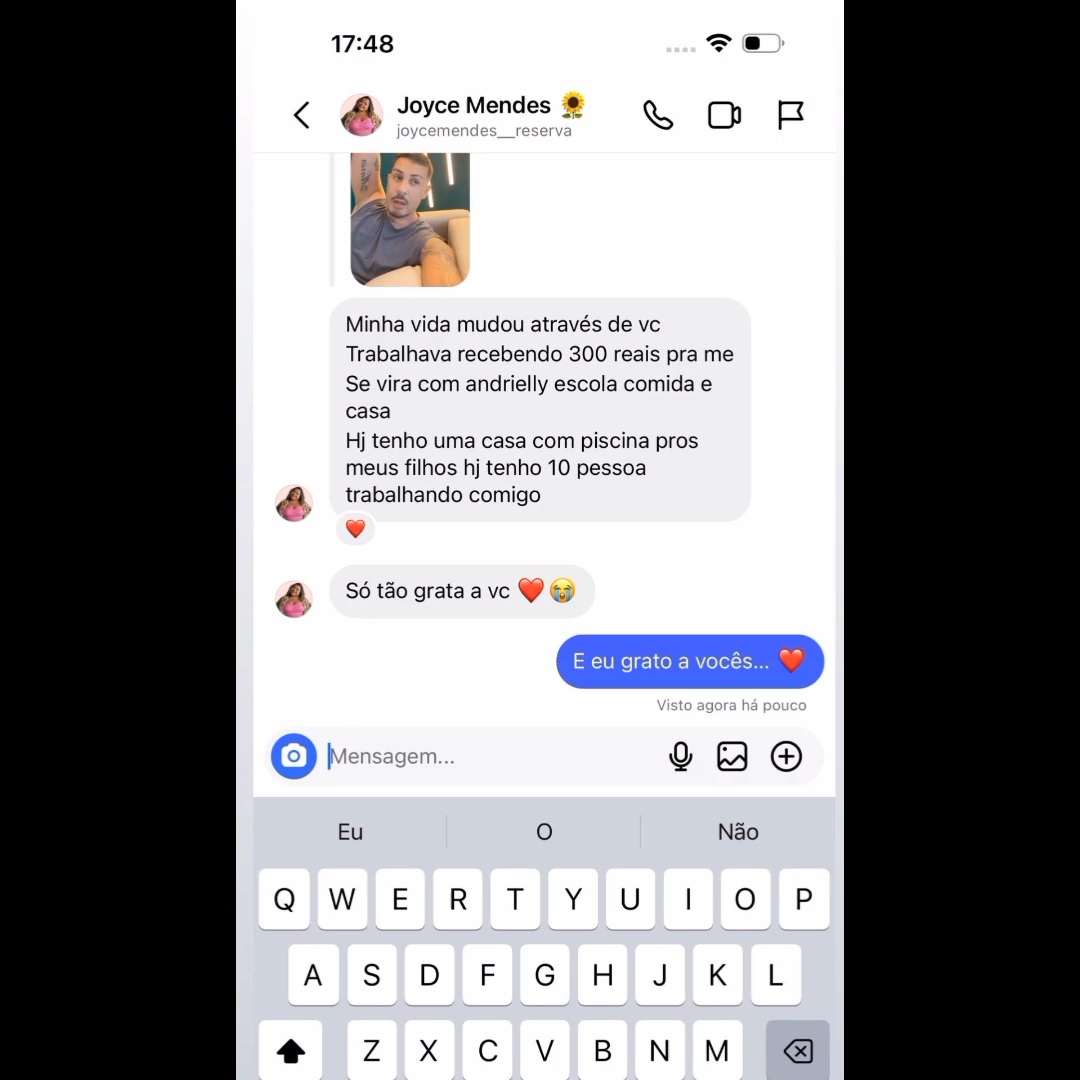 17:48
Joyce Mendes 🌻
joycemendes__reserva
Minha vida mudou através de vc
Trabalhava recebendo 300 reais pra me
Se vira com andrielly escola comida e
casa
Hj tenho uma casa com piscina pros
meus filhos hj tenho 10 pessoa
trabalhando comigo
❤️
Só tão grata a vc ❤️😭
E eu grato a vocês... ❤️
Visto agora há pouco
Mensagem...
Eu O Não
Q W E R T Y U I O P
A S D F G H J K L
Z X C V B N M